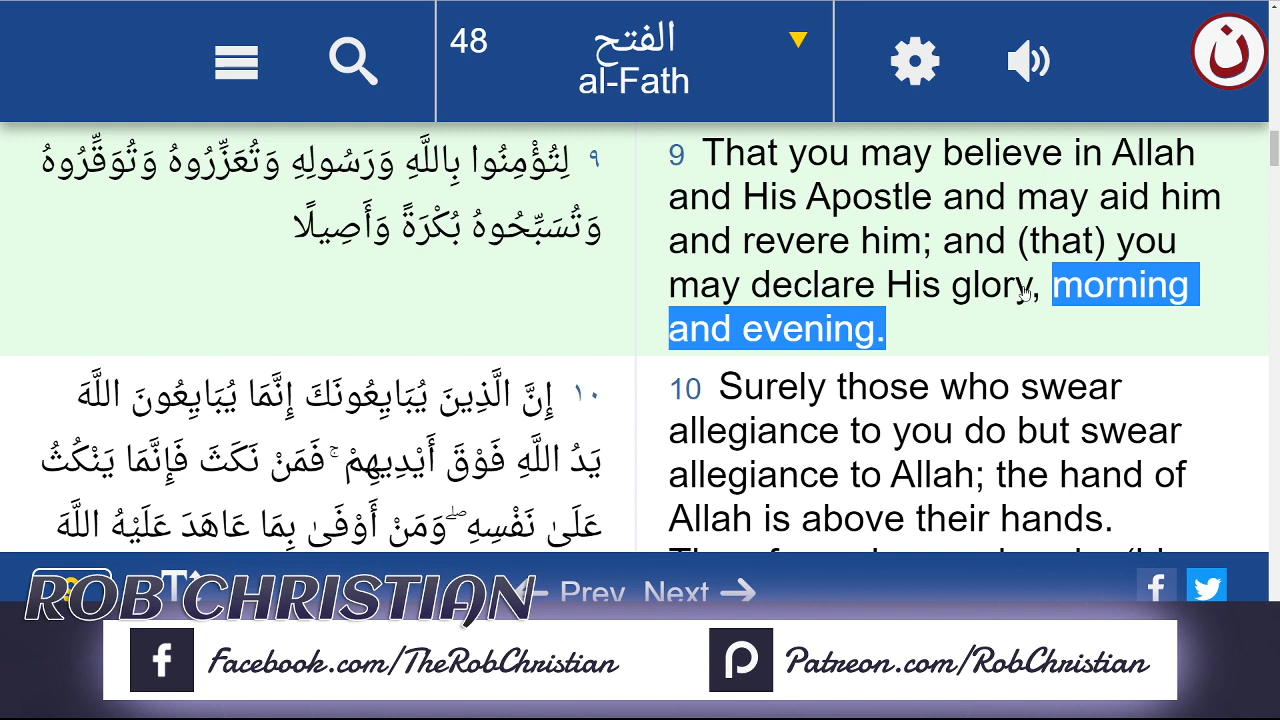 48
الفتح
al-Fath
ن
٩ لِتُؤْمِنُوا بِاللَّهِ وَرَسُولِهِ وَتُعَزِّرُوهُ وَتُوَقِّرُوهُ
وَتُسَبِّحُوهُ بُكْرَةً وَأَصِيلًا
9 That you may believe in Allah
and His Apostle and may aid him
and revere him; and (that) you
may declare His glory, morning
and evening.
١٠ إِنَّ الَّذِينَ يُبَايِعُونَكَ إِنَّمَا يُبَايِعُونَ اللَّهَ
يَدُ اللَّهِ فَوْقَ أَيْدِيهِمْ ۚ فَمَنْ نَكَثَ فَإِنَّمَا يَنْكُثُ
عَلَىٰ نَفْسِهِ ۖ وَمَنْ أَوْفَىٰ بِمَا عَاهَدَ عَلَيْهُ اللَّهَ
10 Surely those who swear
allegiance to you do but swear
allegiance to Allah; the hand of
Allah is above their hands.
Prev Next
ROB CHRISTIAN
Facebook.com/TheRobChristian
Patreon.com/RobChristian